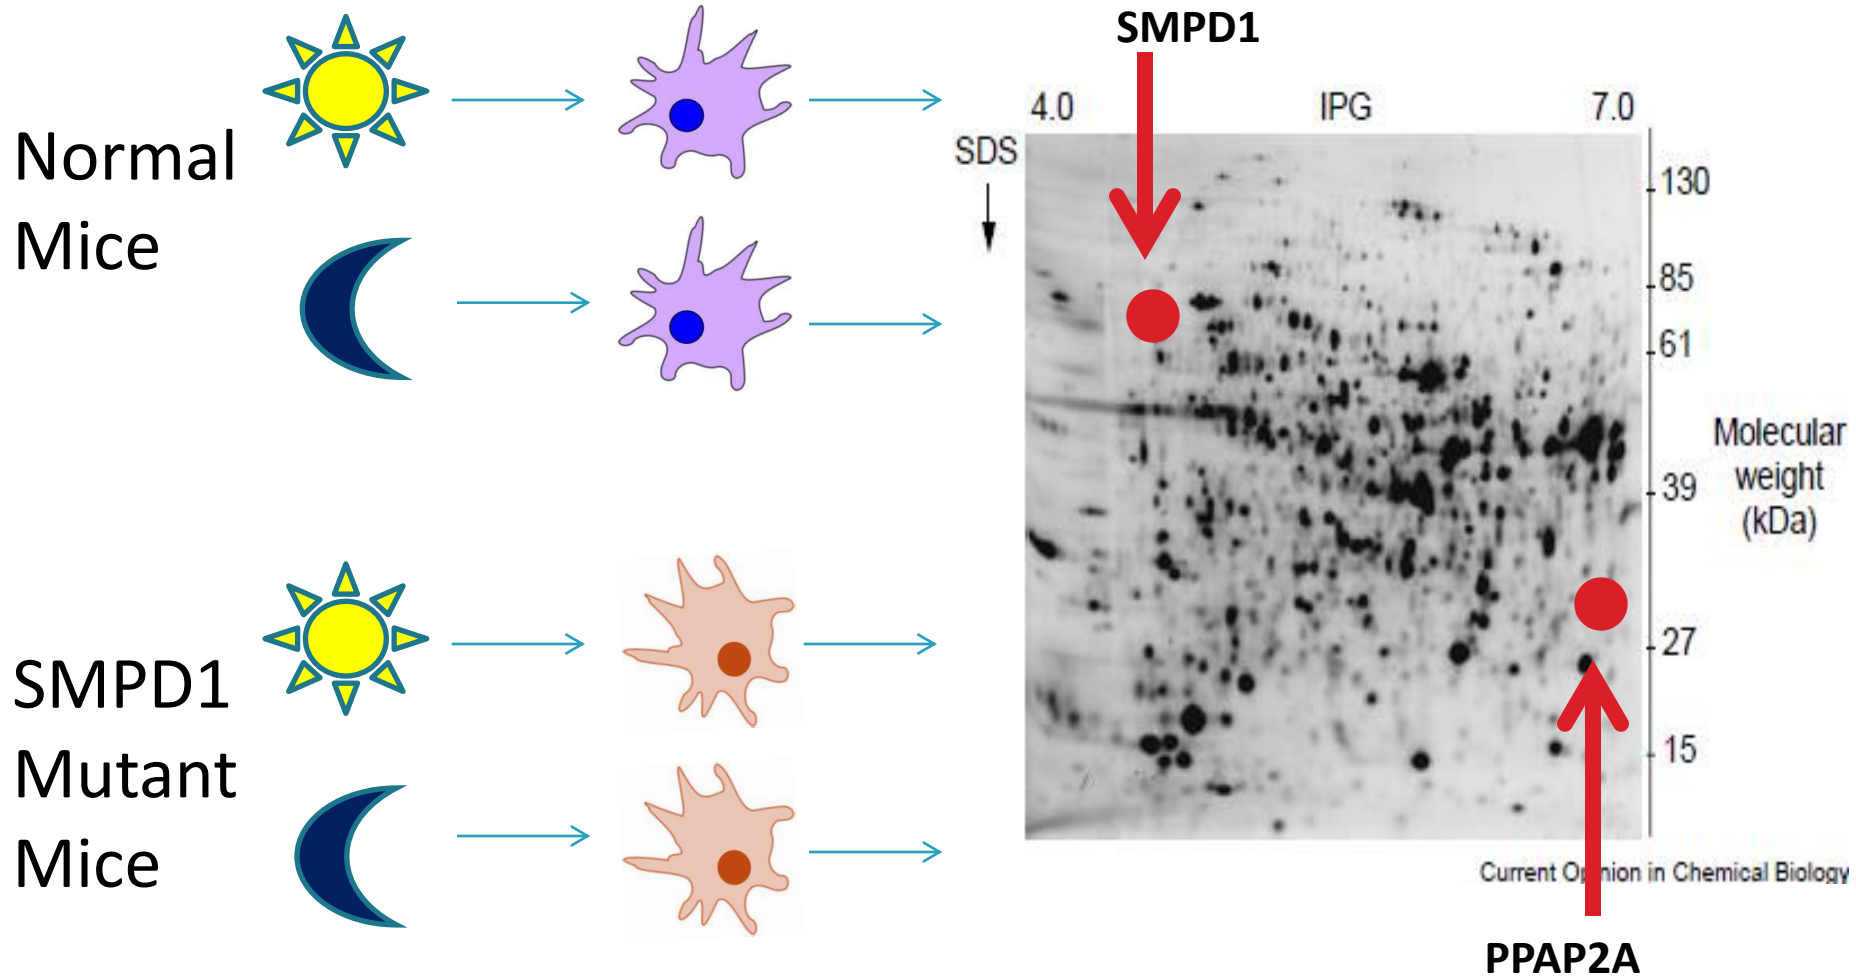 SMPD1
4.0 IPG 7.0
SDS
Normal
Mice
130
85
61
39
27
15
Molecular
weight
(kDa)
SMPD1
Mutant
Mice
Current Opinion in Chemical Biology
PPAP2A